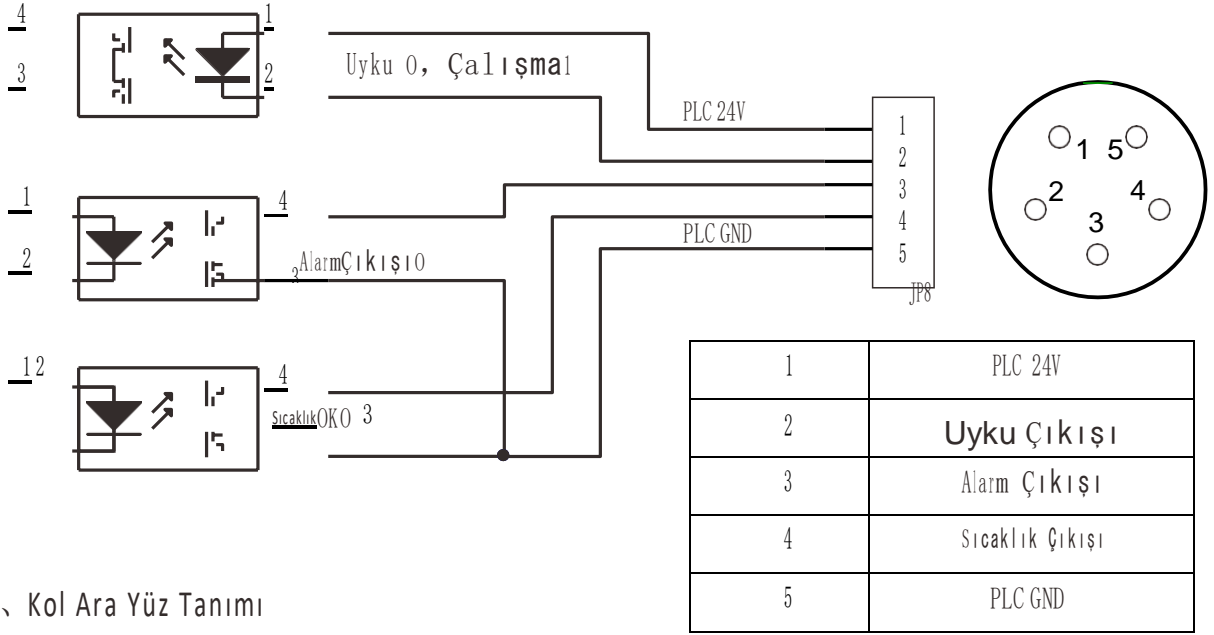 4
1
3
2
Uyku 0, Çalışma1
PLC 24V
1
2
3
4
5
JP8
1
4
2
3
AlarmÇıkışı0
PLC GND
12
4
SıcaklıkOK0 3
1 5
2 4
3
1 PLC 24V
2 Uyku Çıkışı
3 Alarm Çıkışı
4 Sıcaklık Çıkışı
5 PLC GND
、Kol Ara Yüz Tanımı